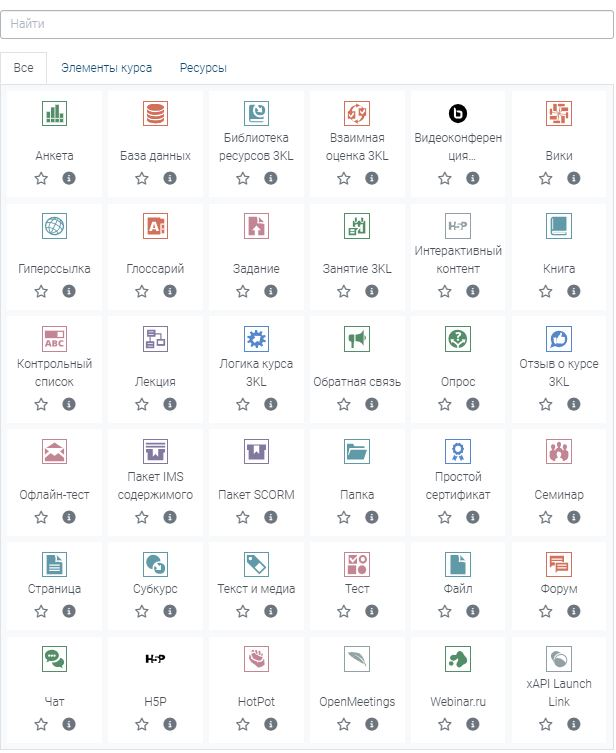 Найти
Все Элементы курса Ресурсы
Анкета
База данных
Библиотека
ресурсов 3KL
Взаимная
оценка 3KL
Видеоконферен
ция...
Вики
Гиперссылка
A
Глоссарий
Задание
Занятие 3KL
H5P
Интерактивный
контент
Книга
ABC
Контрольный
список
Лекция
Логика курса
3KL
Обратная связь
Опрос
Отзыв о курсе
3KL
Офлайн-тест
Пакет IMS
содержимого
Пакет SCORM
Папка
Простой
сертификат
Семинар
Страница
Субкурс
Текст и медиа
Тест
Файл
Форум
Чат
H5P
H5P
HotPot
OpenMeetings
Webinar.ru
xAPI Launch
Link